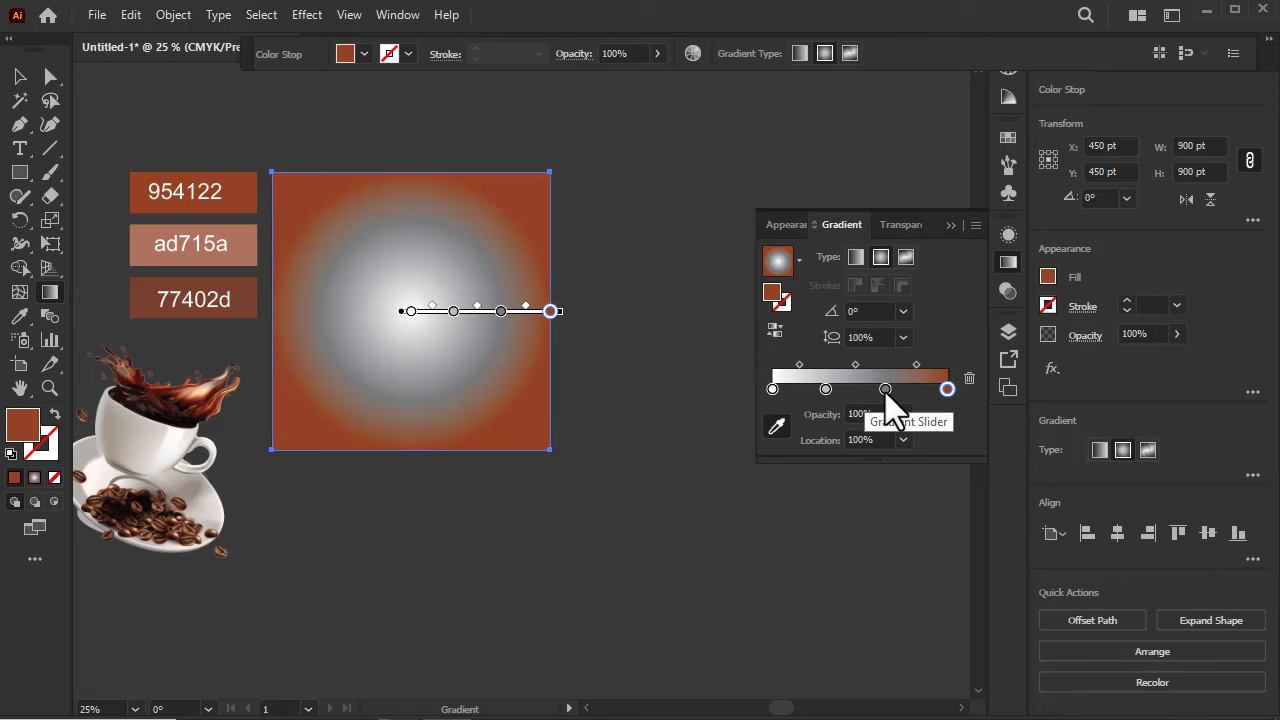 Ai
File Edit Object Type Select Effect View Window Help
Untitled-1* @ 25 % (CMYK/Pre
Color Stop
Stroke:
Opacity: 100%
Gradient Type:
954122
ad715a
77402d
Appearan
Gradient
Transpare
Type:
Stroke:
0°
100%
Opacity: 100%
Gradient Slider
Location: 100%
Color Stop
Transform
X: 450 pt W: 900 pt
Y: 450 pt H: 900 pt
0°
Appearance
Fill
Stroke
Opacity 100%
fx.
Gradient
Type:
Align
Quick Actions
Offset Path Expand Shape
Arrange
Recolor
25% 0° 1 Gradient